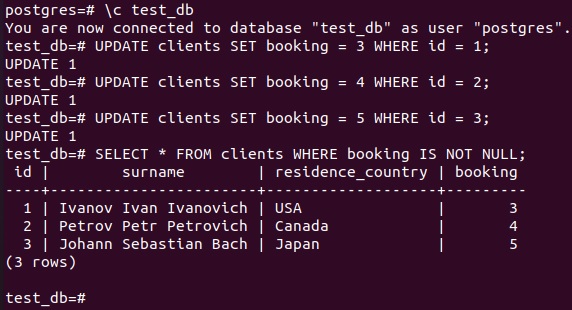 postgres=# \c test_db
You are now connected to database "test_db" as user "postgres".
test_db=# UPDATE clients SET booking = 3 WHERE id = 1;
UPDATE 1
test_db=# UPDATE clients SET booking = 4 WHERE id = 2;
UPDATE 1
test_db=# UPDATE clients SET booking = 5 WHERE id = 3;
UPDATE 1
test_db=# SELECT * FROM clients WHERE booking IS NOT NULL;
 id |       surname        | residence_country | booking
----+----------------------+-------------------+---------
  1 | Ivanov Ivan Ivanovich | USA               |       3
  2 | Petrov Petr Petrovich | Canada            |       4
  3 | Johann Sebastian Bach | Japan             |       5
(3 rows)
test_db=#